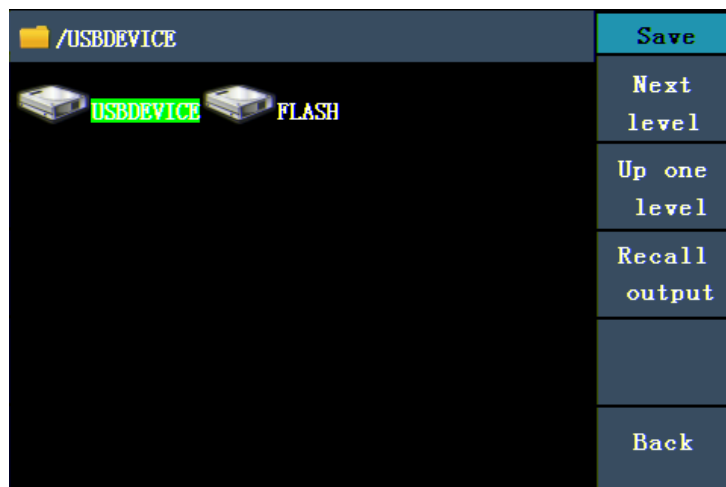 /USBDEVICE
USBDEVICE FLASH
Save
Next
level
Up one
level
Recall
output
Back